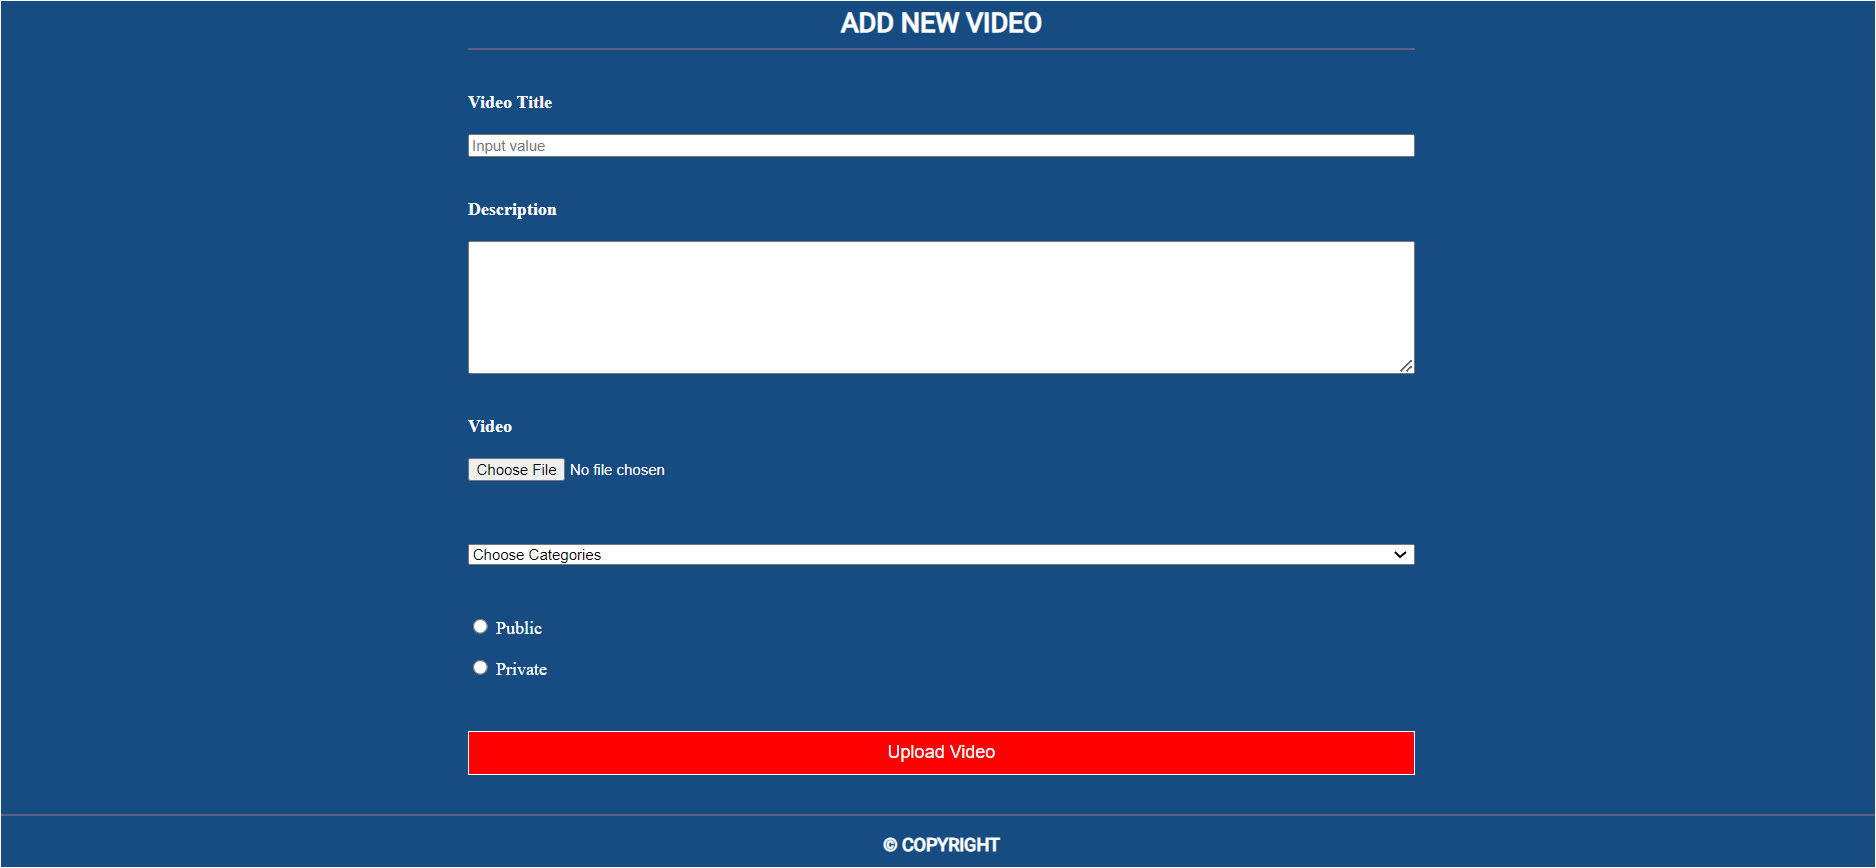 ADD NEW VIDEO
Video Title
Input value
Description
Video
Choose File No file chosen
Choose Categories
Public
Private
Upload Video
© COPYRIGHT